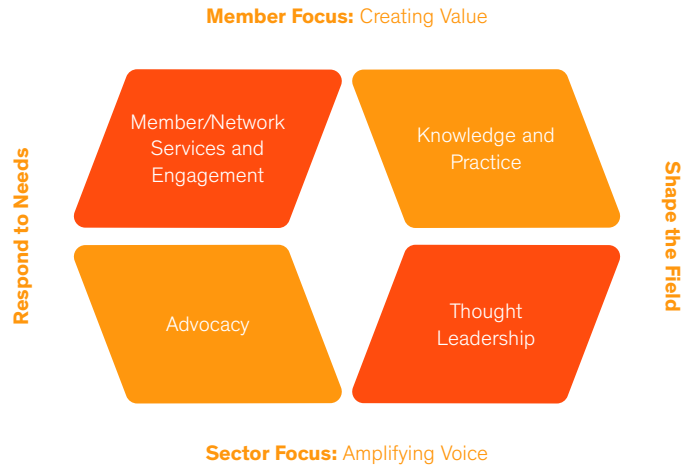 Member Focus: Creating Value
Respond to Needs
Member/Network
Services and
Engagement
Knowledge and
Practice
Shape the Field
Advocacy
Thought
Leadership
Sector Focus: Amplifying Voice